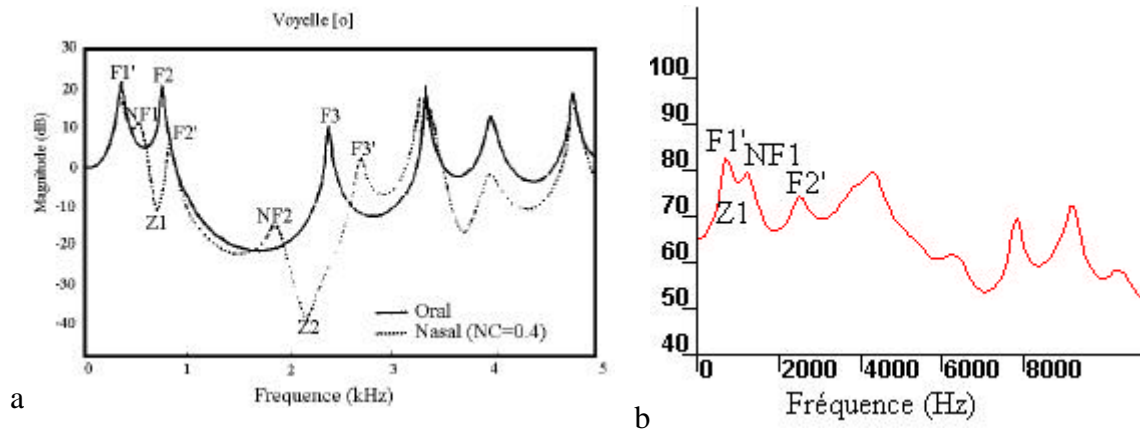 Voyelle [o]
30
20
10
0
-10
-20
-30
-40
Magnitude (dB)
F1'
F2
NF1
F2'
Z1
NF2
Z2
F3
F3'
Oral
Nasal (NC=0.4)
0 1 2 3 4 5
Frequence (kHz)
a
100
90
80
70
60
50
40
F1'
NF1
Z1
F2'
0 2000 4000 6000 8000
Fréquence (Hz)
b